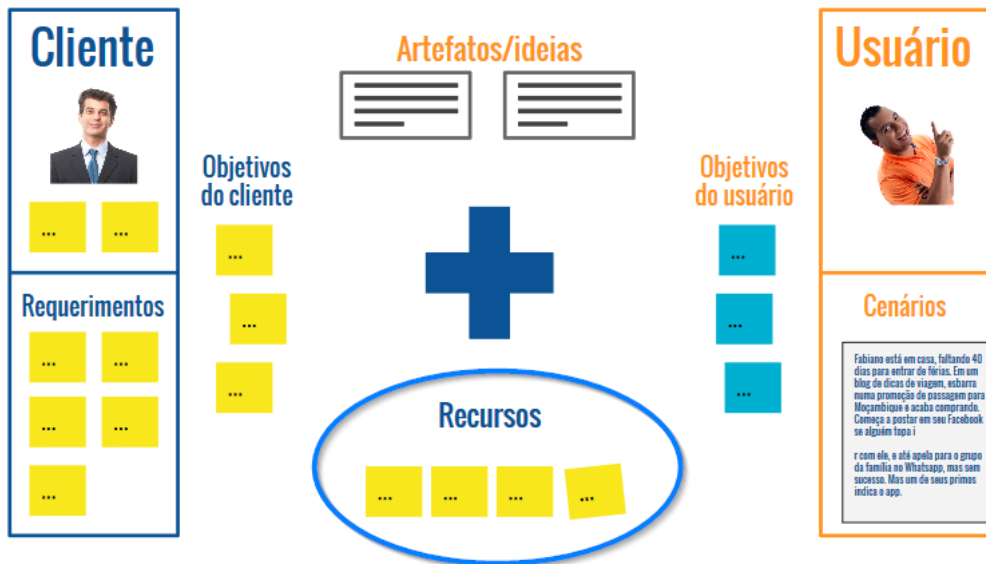 Cliente
...
...
Requerimentos
...
...
...
...
...
Objetivos
do cliente
...
...
...
Artefatos/ideias
Recursos
...
...
...
...
Objetivos
do usuário
...
...
...
Usuário
Cenários
Fabiano está em casa, faltando 40
dias para entrar de férias. Em um
blog de dicas de viagem, esbarra
numa promoção de passagem para
Moçambique e acaba comprando.
Começa a postar em seu Facebook
se alguém topa i
r com ele, e até apela para o grupo
da família no Whatsapp, mas sem
sucesso. Mas um de seus primos
indica o app.